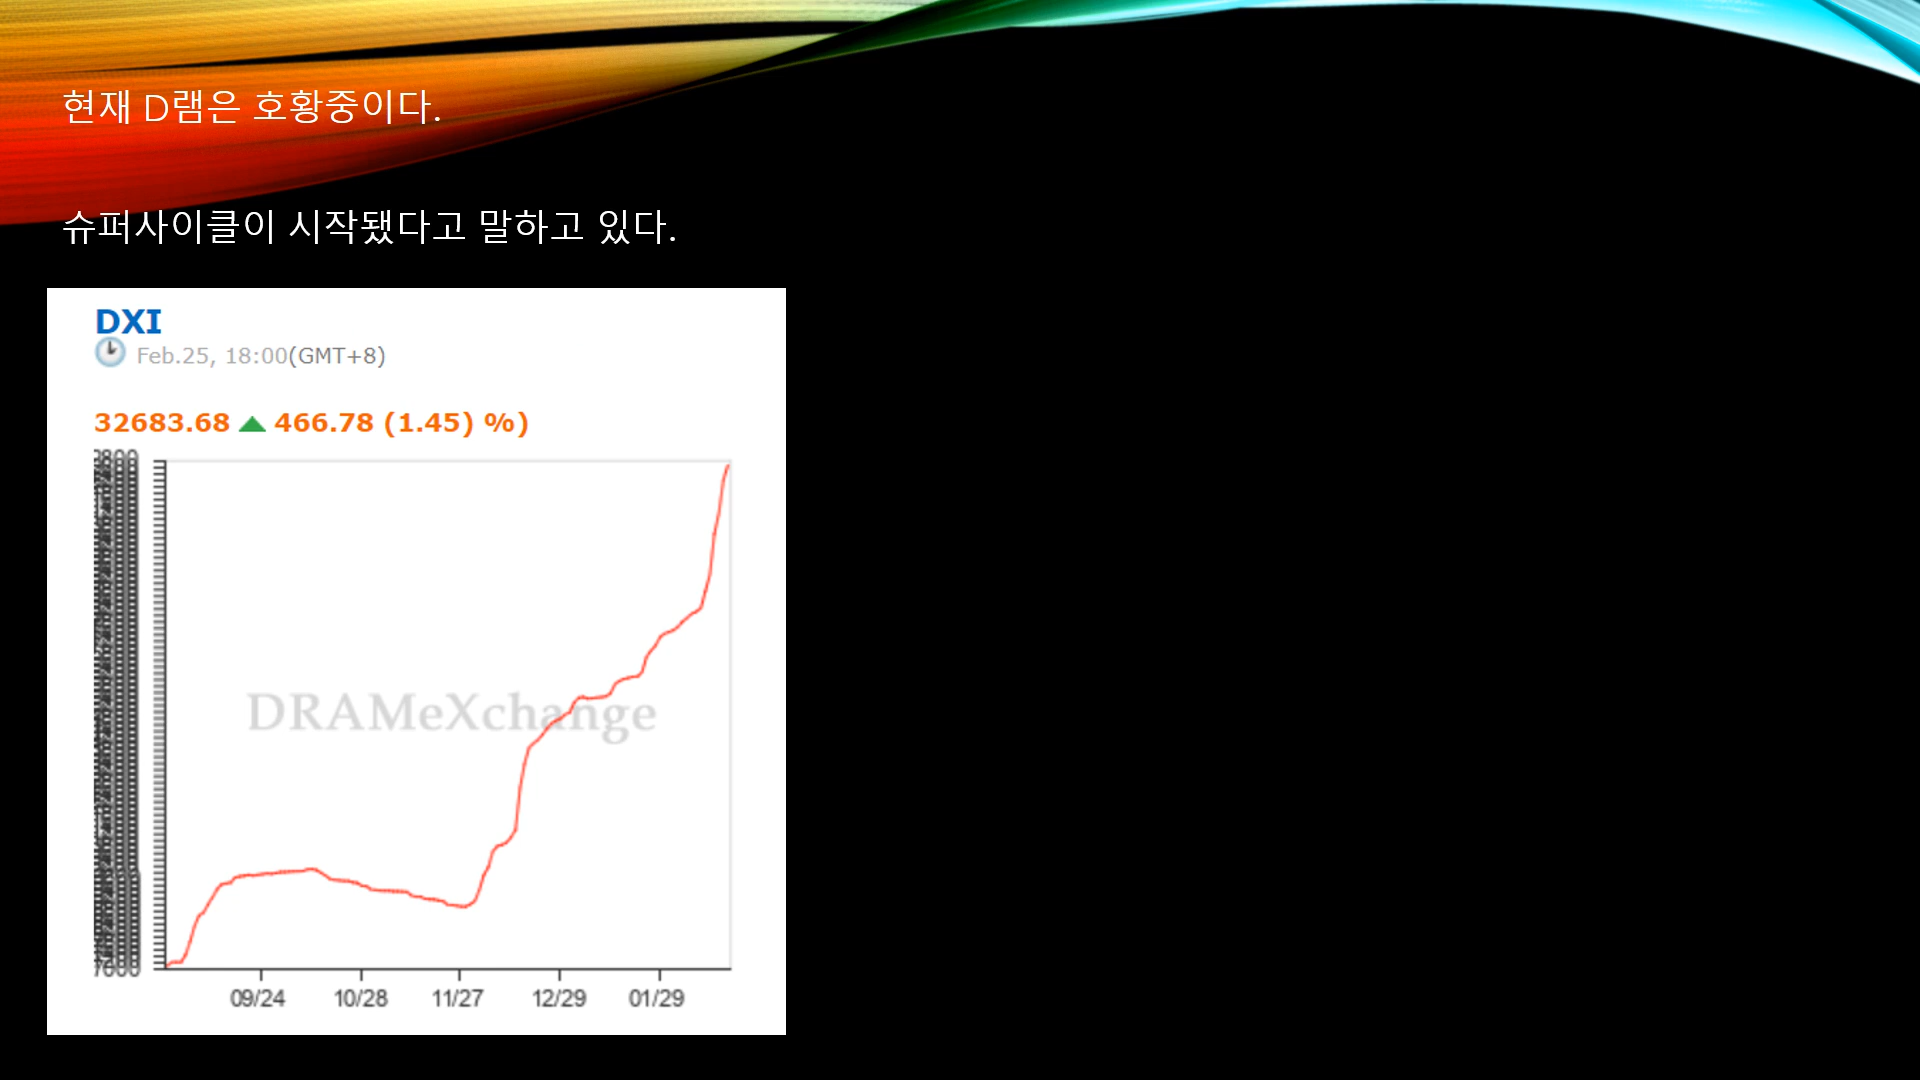 현재 D램은 호황중이다.
슈퍼사이클이 시작됐다고 말하고 있다.
DXI
Feb.25, 18:00(GMT+8)
32683.68 ▲ 466.78 (1.45) %)
DRAMeXchange
09/24 10/28 11/27 12/29 01/29